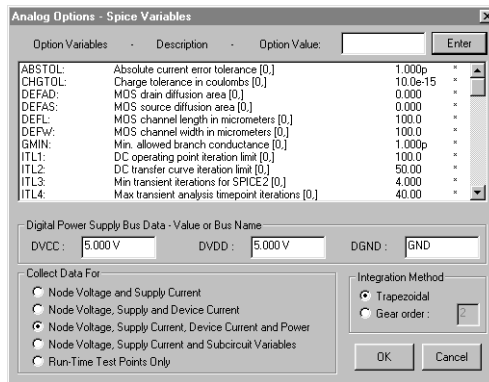 Analog Options - Spice Variables
Option Variables - Description - Option Value: Enter
ABSTOL: Absolute current error tolerance [0,] 1.000p *
CHGTOL: Charge tolerance in coulombs [0,] 10.0e-15 *
DEFAD: MOS drain diffusion area [0,] 0.000 *
DEFAS: MOS source diffusion area [0,] 0.000 *
DEFL: MOS channel length in micrometers [0,] 100.0 *
DEFW: MOS channel width in micrometers [0,] 100.0 *
GMIN: Min. allowed branch conductance [0,] 1.000p *
ITL1: DC operating point iteration limit [0,] 100.0 *
ITL2: DC transfer curve iteration limit [0,] 50.00 *
ITL3: Min transient iterations for SPICE2 [0,] 4.000 *
ITL4: Max transient analysis timepoint iterations [0,] 40.00 *
Digital Power Supply Bus Data - Value or Bus Name
DVCC : 5.000 V DVDD : 5.000 V DGND : GND
Collect Data For
Node Voltage and Supply Current
Node Voltage, Supply and Device Current
Node Voltage, Supply Current, Device Current and Power
Node Voltage, Supply Current and Subcircuit Variables
Run-Time Test Points Only
Integration Method
Trapezoidal
Gear order : 2
OK Cancel